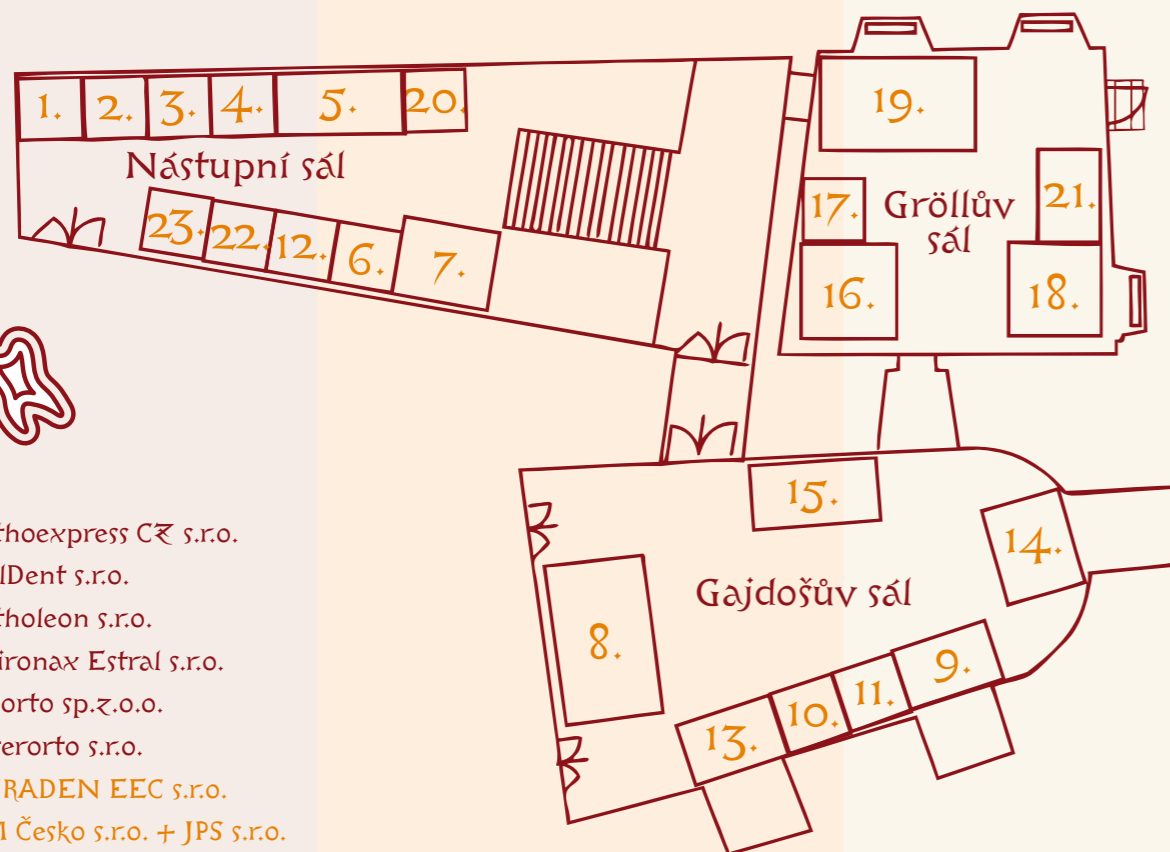 1. 2. 3. 4. 5. 20.
Nástupní sál
23. 22. 12. 6. 7.
19.
17. Gröllův 21.
sál
16. 18.
15.
14.
Gajdošův sál
8.
13. 10. 11. 9.
thoexpress CZ s.r.o.
lDent s.r.o.
tholeon s.r.o.
ironax Estral s.r.o.
orto sp.z.o.o.
erorto s.r.o.
RADEN EEC s.r.o.
Česko s.r.o. + JPS s.r.o.